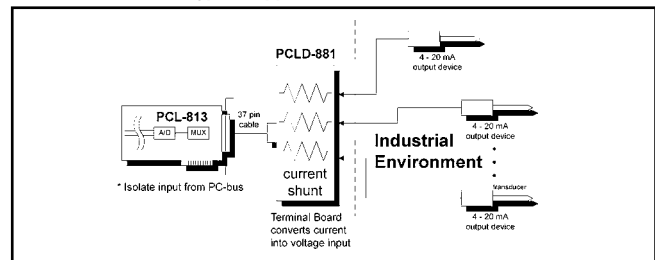 PCLD-881
4 - 20 mA
output device
PCL-813
37 pin
cable
A/D
MUX
4 - 20 mA
output device
Industrial
Environment
* Isolate input from PC-bus
current
shunt
transducer
Terminal Board
converts current
into voltage input
4 - 20 mA
output device